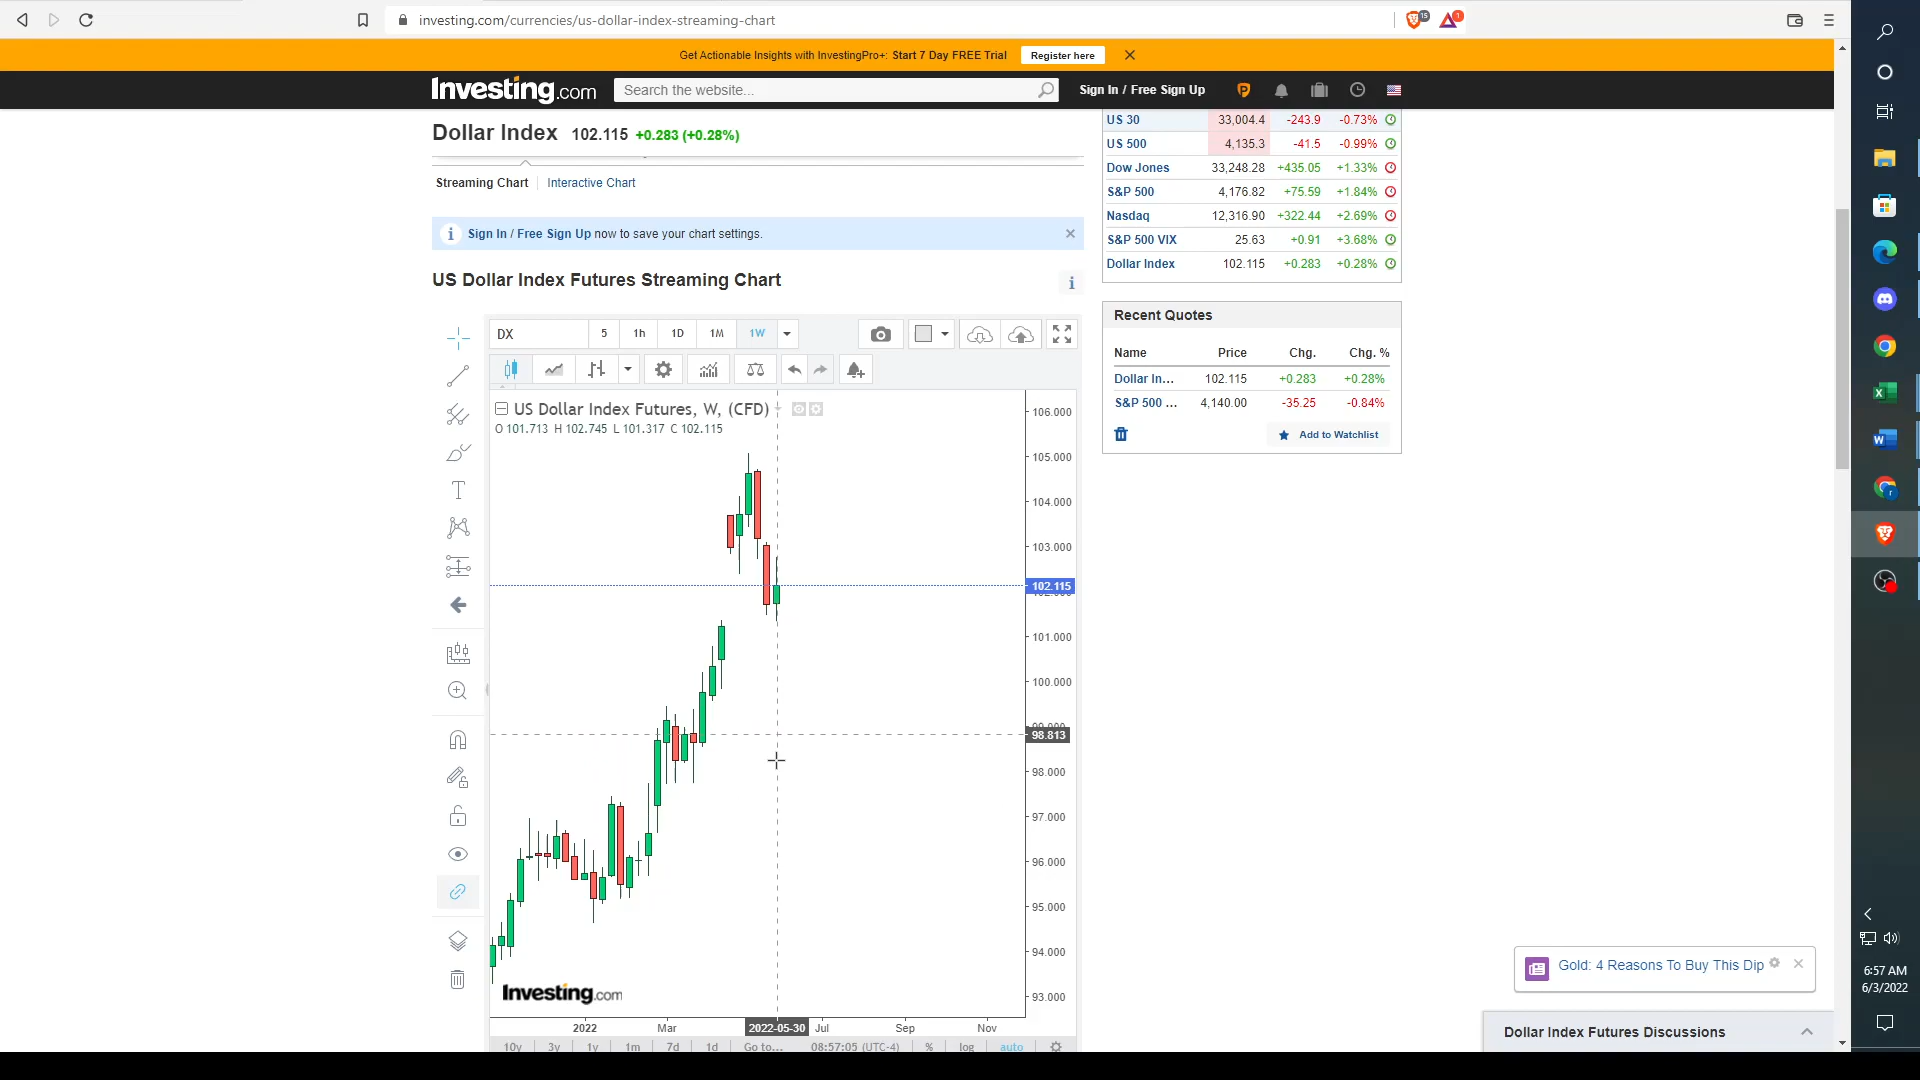 investing.com/currencies/us-dollar-index-streaming-chart
15
1
Get Actionable Insights with InvestingPro+: Start 7 Day FREE Trial
Register here
Investing.com
Search the website...
Sign In / Free Sign Up
Dollar Index 102.115 +0.283 (+0.28%)
Streaming Chart
Interactive Chart
Sign In / Free Sign Up now to save your chart settings.
US Dollar Index Futures Streaming Chart
DX 5 1h 1D 1M 1W
US Dollar Index Futures, W, (CFD)
O 101.713 H 102.745 L 101.317 C 102.115
106.000
105.000
104.000
103.000
102.115
101.000
100.000
98.813
98.000
97.000
96.000
95.000
94.000
93.000
Investing.com
2022 Mar 2022-05-30 Jul Sep Nov
10y 3y 1y 1m 7d 1d Go to... 08:57:05 (UTC-4) % log auto
US 30 33,004.4 -243.9 -0.73%
US 500 4,135.3 -41.5 -0.99%
Dow Jones 33,248.28 +435.05 +1.33%
S&P 500 4,176.82 +75.59 +1.84%
Nasdaq 12,316.90 +322.44 +2.69%
S&P 500 VIX 25.63 +0.91 +3.68%
Dollar Index 102.115 +0.283 +0.28%
Recent Quotes
Name Price Chg. Chg. %
Dollar In... 102.115 +0.283 +0.28%
S&P 500 ... 4,140.00 -35.25 -0.84%
Add to Watchlist
Gold: 4 Reasons To Buy This Dip
Dollar Index Futures Discussions
6:57 AM
6/3/2022